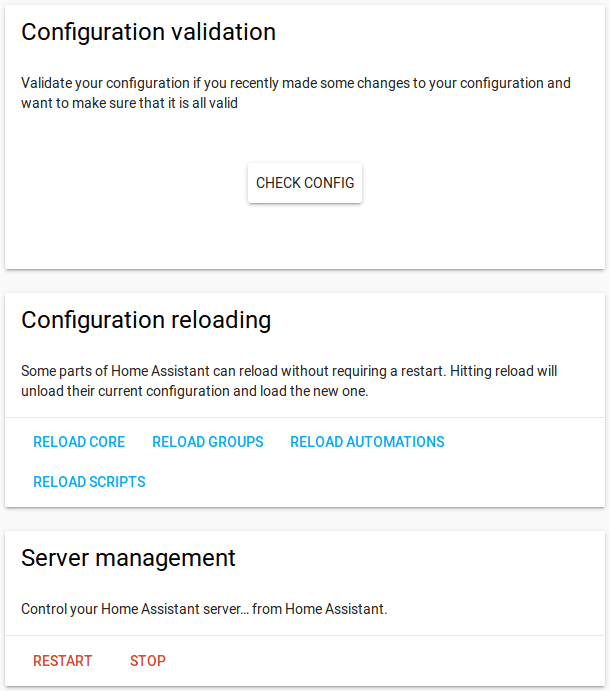 Configuration validation
Validate your configuration if you recently made some changes to your configuration and
want to make sure that it is all valid
CHECK CONFIG
Configuration reloading
Some parts of Home Assistant can reload without requiring a restart. Hitting reload will
unload their current configuration and load the new one.
RELOAD CORE RELOAD GROUPS RELOAD AUTOMATIONS
RELOAD SCRIPTS
Server management
Control your Home Assistant server… from Home Assistant.
RESTART STOP